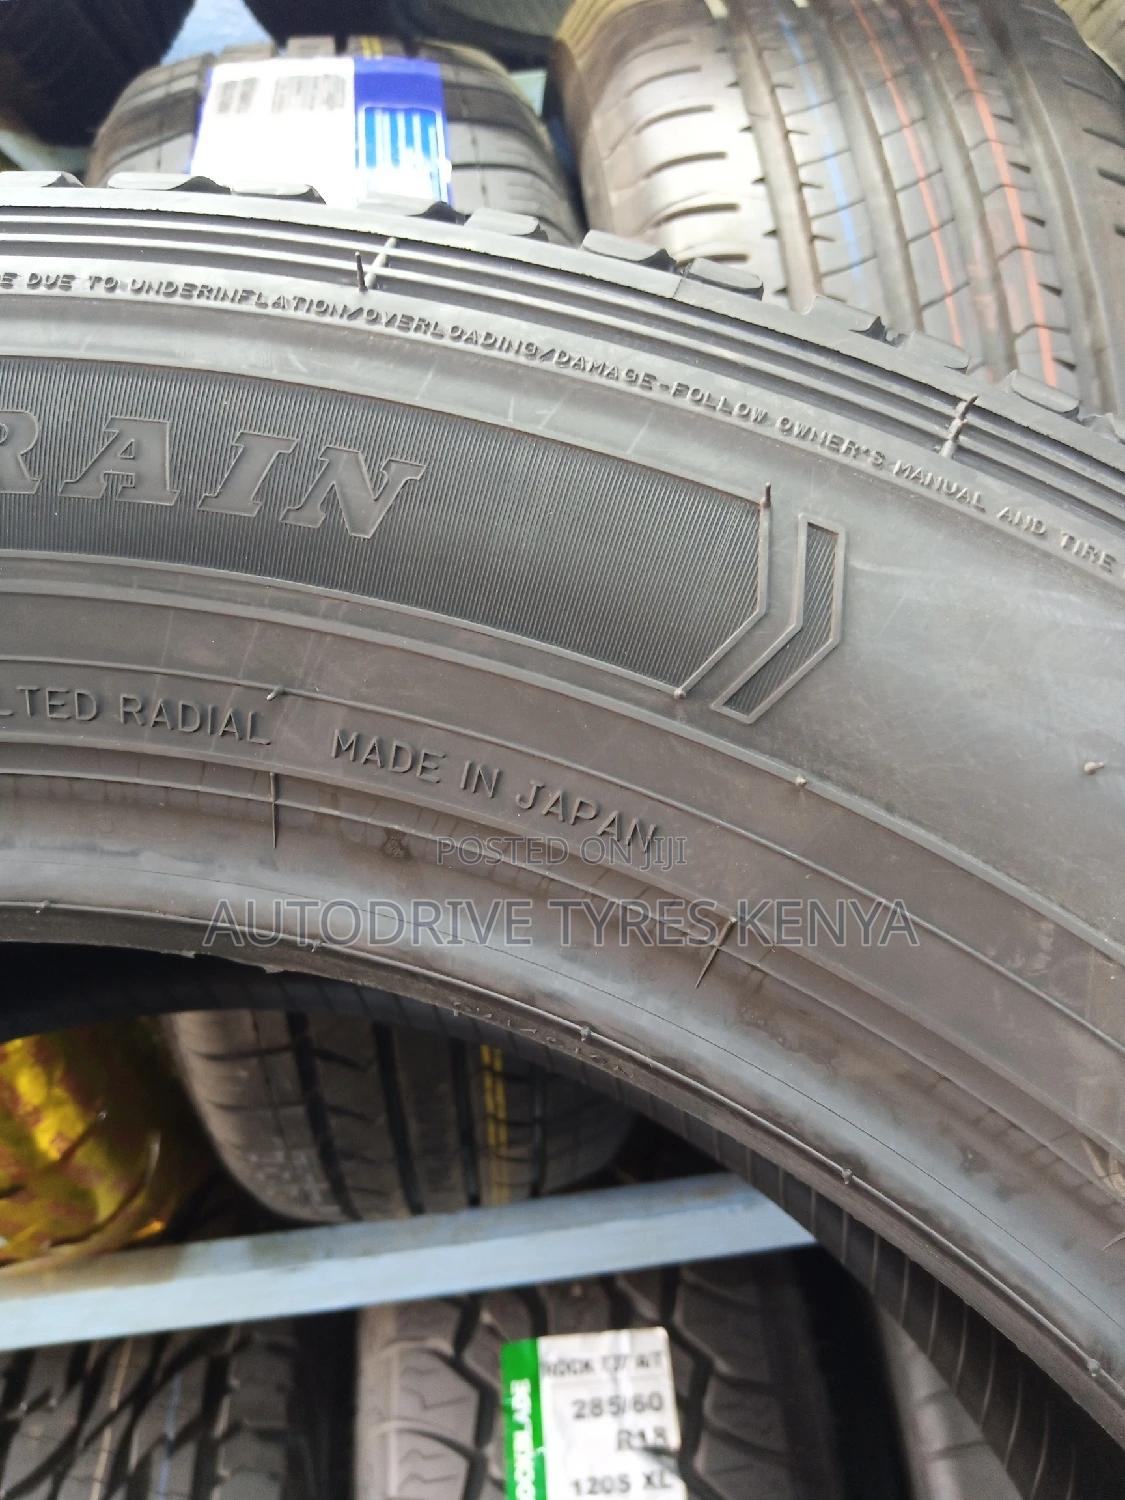 E DUE TO UNDERINFLATION/OVERLOADING/DAMAGE-FOLLOW OWNER'S MANUAL AND TIRE
RAIN
LTED RADIAL MADE IN JAPAN
POSTED ON JIJI
AUTODRIVE TYRES KENYA
285/60
R18
120S XL